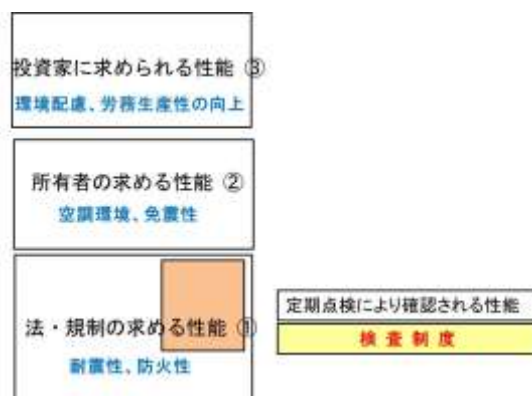 投資家に求められる性能 ③
環境配慮、労務生産性の向上
所有者の求める性能 ②
空調環境、免震性
法・規制の求める性能 ①
耐震性、防火性
定期点検により確認される性能
検査制度